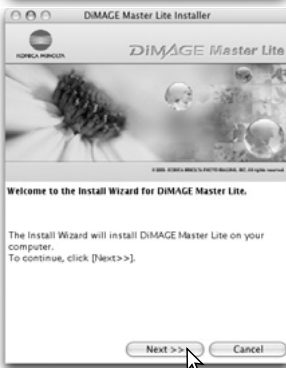 DiMAGE Master Lite Installer
KONICA MINOLTA
DiMAGE Master Lite
Welcome to the Install Wizard for DiMAGE Master Lite.
The Install Wizard will install DiMAGE Master Lite on your
computer.
To continue, click [Next>>].
Next >>
Cancel